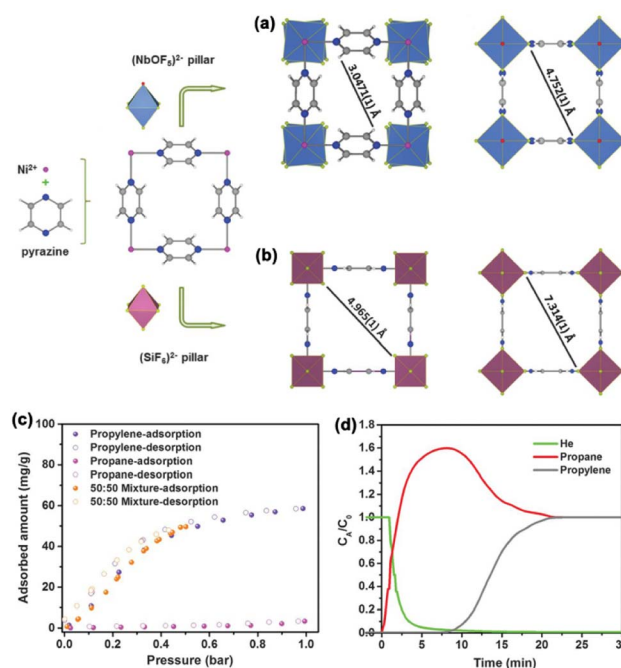 (a)
(NbOF₅)²⁻ pillar
3.0471(1) Å
4.752(1) Å
Ni²⁺
+
pyrazine
(b)
4.965(1) Å
7.314(1) Å
(SiF₆)²⁻ pillar
(c)
100
80
60
40
20
0
Propylene-adsorption
Propylene-desorption
Propane-adsorption
Propane-desorption
50:50 Mixture-adsorption
50:50 Mixture-desorption
Adsorbed amount (mg/g)
0.0 0.2 0.4 0.6 0.8 1.0
Pressure (bar)
(d)
1.8
1.6
1.4
1.2
1.0
0.8
0.6
0.4
0.2
0.0
He
Propane
Propylene
C_A/C_0
0 5 10 15 20 25 30
Time (min)